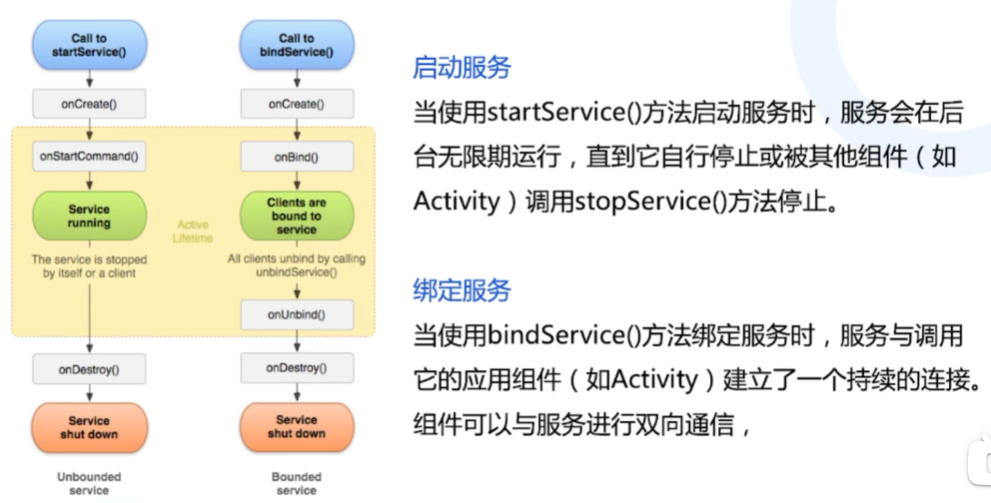 Call to
startService()
onCreate()
onStartCommand()
Service
running
The service is stopped
by itself or a client
onDestroy()
Service
shut down
Unbounded
service
Active
Lifetime
Call to
bindService()
onCreate()
onBind()
Clients are
bound to
service
All clients unbind by calling
unbindService()
onUnbind()
onDestroy()
Service
shut down
Bounded
service
启动服务
当使用startService()方法启动服务时，服务会在后
台无限期运行，直到它自行停止或被其他组件（如
Activity）调用stopService()方法停止。
绑定服务
当使用bindService()方法绑定服务时，服务与调用
它的应用组件（如Activity）建立了一个持续的连接。
组件可以与服务进行双向通信，